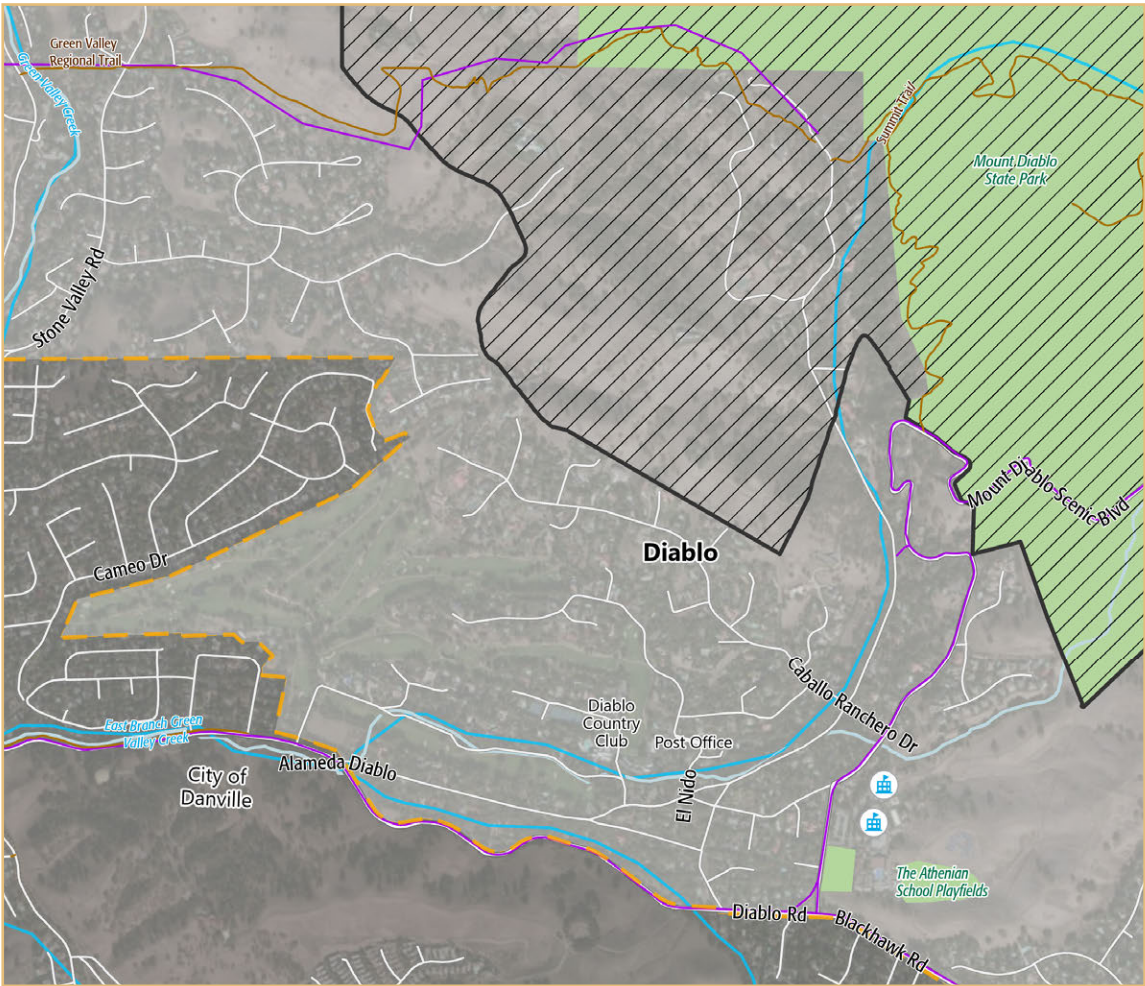 Green Valley
Regional Trail
Green Valley Creek
Summit Trail
Mount Diablo
State Park
Stone Valley Rd
Mount Diablo Scenic Blvd
Diablo
Cameo Dr
Caballo Ranchero Dr
Diablo
Country
Club
Post Office
East Branch Green
Valley Creek
Alameda Diablo
City of
Danville
El Nido
The Athenian
School Playfields
Diablo Rd
Blackhawk Rd